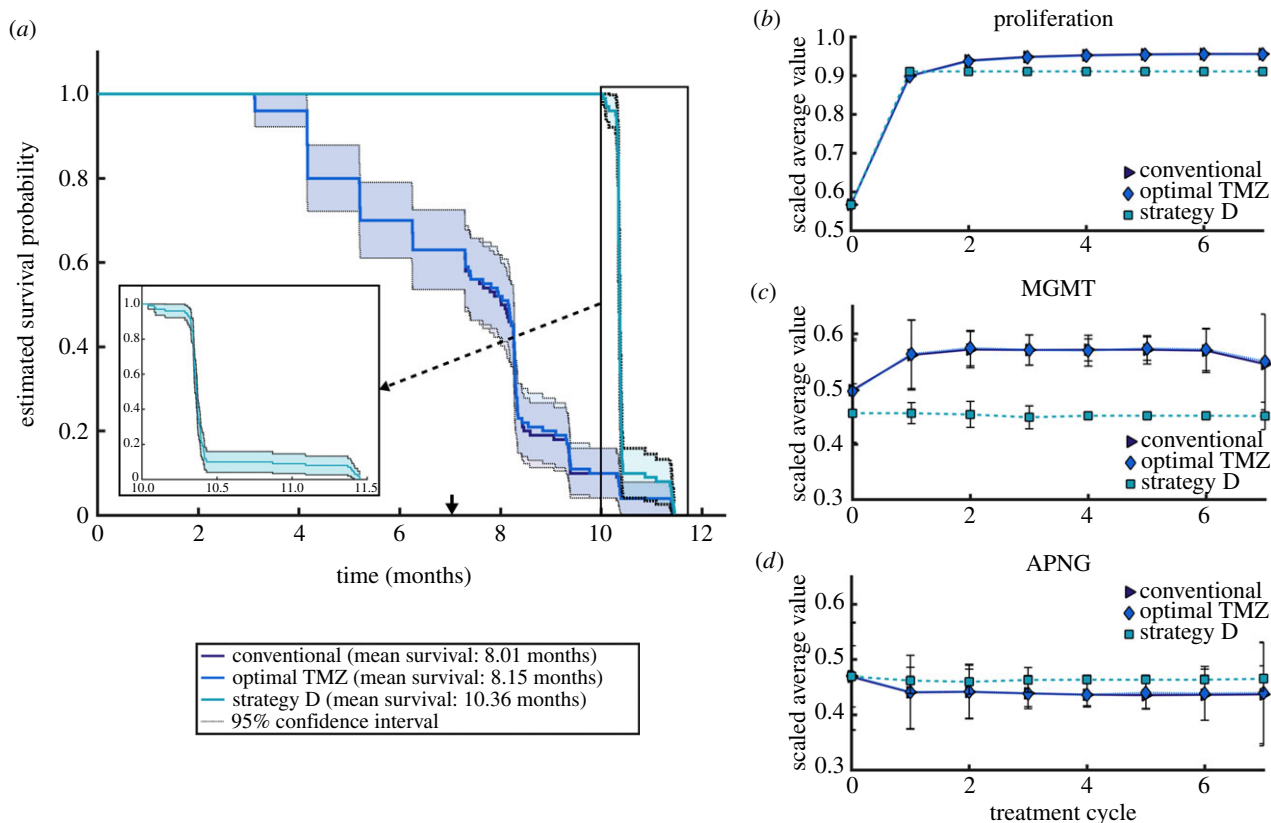 (a)
estimated survival probability
1.0
0.8
0.6
0.4
0.2
0
0 2 4 6 8 10 12
time (months)
1.0
0.8
0.6
0.4
0.2
0
10.0 10.5 11.0 11.5
conventional (mean survival: 8.01 months)
optimal TMZ (mean survival: 8.15 months)
strategy D (mean survival: 10.36 months)
95% confidence interval
(b)
proliferation
scaled average value
1.0
0.9
0.8
0.7
0.6
0.5
conventional
optimal TMZ
strategy D
0 2 4 6
(c)
MGMT
scaled average value
0.6
0.5
0.4
0.3
conventional
optimal TMZ
strategy D
0 2 4 6
(d)
APNG
scaled average value
0.6
0.45
0.4
0.3
conventional
optimal TMZ
strategy D
0 2 4 6
treatment cycle